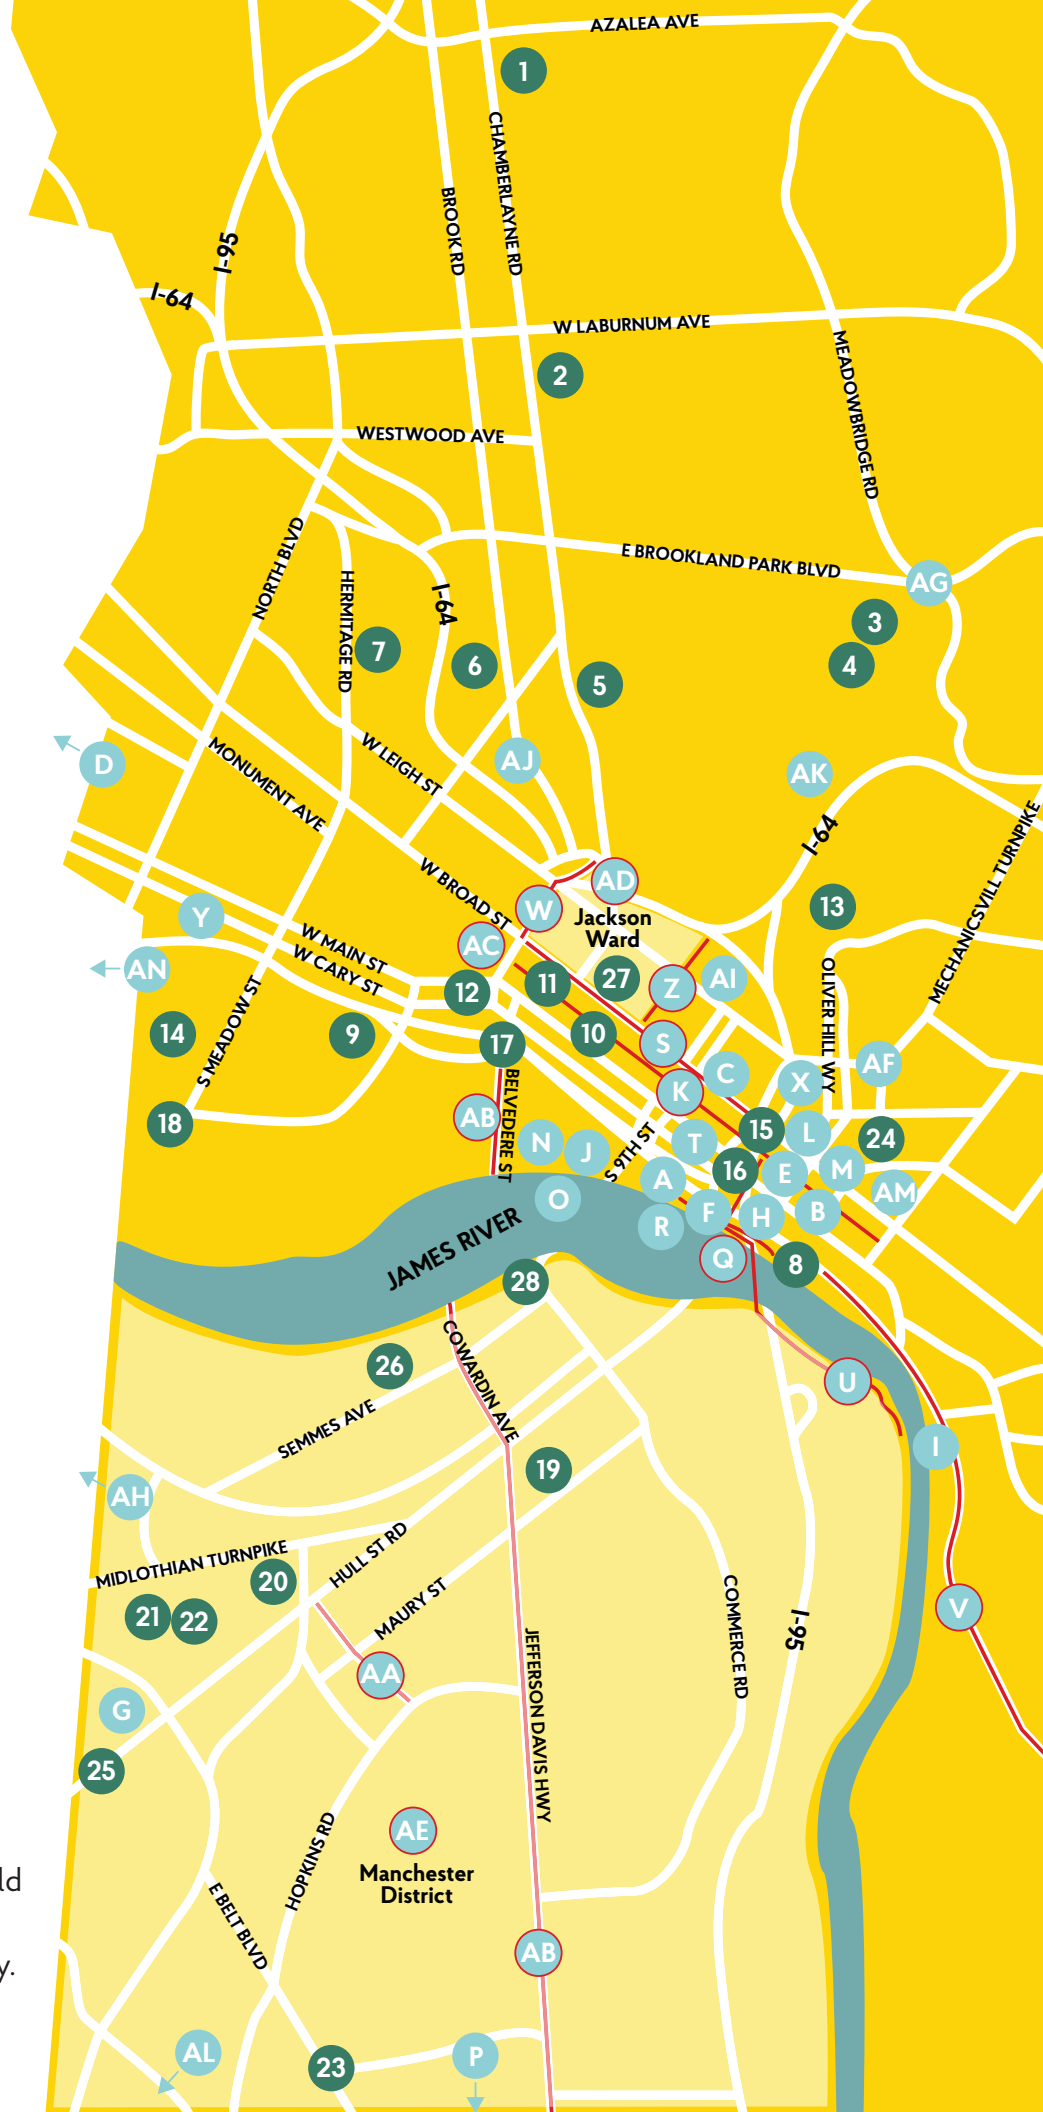 AZALEA AVE
1
CHAMBERLAYNE RD
BROOK RD
I-95
I-64
W LABURNUM AVE
MEADOWBRIDGE RD
2
WESTWOOD AVE
NORTH BLVD
E BROOKLAND PARK BLVD
HERMITAGE RD
I-64
AG
3
7
6
4
5
D
MONUMENT AVE
W LEIGH ST
AJ
AK
I-64
MECHANICSVILL TURNPIKE
W BROAD ST
AD
W
13
Y
Jackson
Ward
W MAIN ST
W CARY ST
AC
AN
OLIVER HILL WY
12
11
27
Z
AI
S MEADOW ST
14
9
17
10
S
C
X
AF
K
18
BELVEDERE ST
AB
N
J
S 9TH ST
T
15
L
24
16
E
M
A
AM
O
R
F
H
B
JAMES RIVER
Q
8
28
COWARDIN AVE
26
U
SEMMES AVE
I
19
AH
MIDLOTHIAN TURNPIKE
HULL ST RD
20
MAURY ST
COMMERCE RD
I-95
21
22
V
JEFFERSON DAVIS HWY
AA
G
25
HOPKINS RD
AE
Manchester
District
ld
E BELT BLVD
AB
y.
AL
23
P